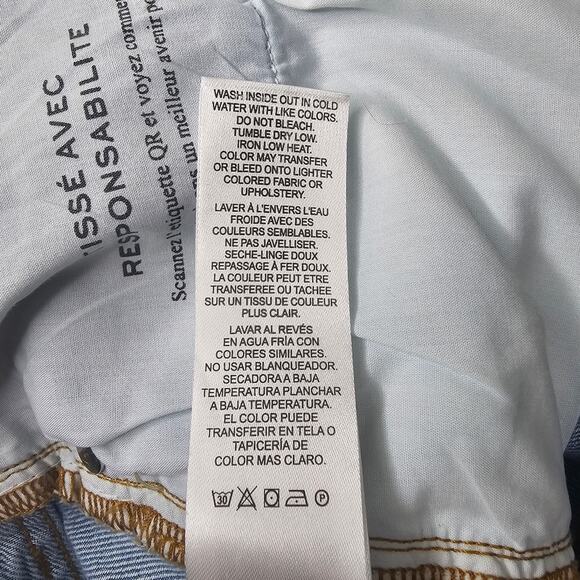 TISSÉ AVEC
RESPONSABILITE
Scannez l'étiquette QR et voyez comme
un meilleur avenir
WASH INSIDE OUT IN COLD
WATER WITH LIKE COLORS.
DO NOT BLEACH.
TUMBLE DRY LOW.
IRON LOW HEAT.
COLOR MAY TRANSFER
OR BLEED ONTO LIGHTER
COLORED FABRIC OR
UPHOLSTERY.
LAVER À L'ENVERS L'EAU
FROIDE AVEC DES
COULEURS SEMBLABLES.
NE PAS JAVELLISER.
SECHE-LINGE DOUX
REPASSAGE À FER DOUX.
LA COULEUR PEUT ÊTRE
TRANSFEREE OU TACHEE
SUR UN TISSU DE COULEUR
PLUS CLAIR.
LAVAR AL REVÉS
EN AGUA FRÍA CON
COLORES SIMILARES.
NO USAR BLANQUEADOR.
SECADORA A BAJA
TEMPERATURA PLANCHAR
A BAJA TEMPERATURA.
EL COLOR PUEDE
TRANSFERIR EN TELA O
TAPICERÍA DE
COLOR MAS CLARO.
30 P